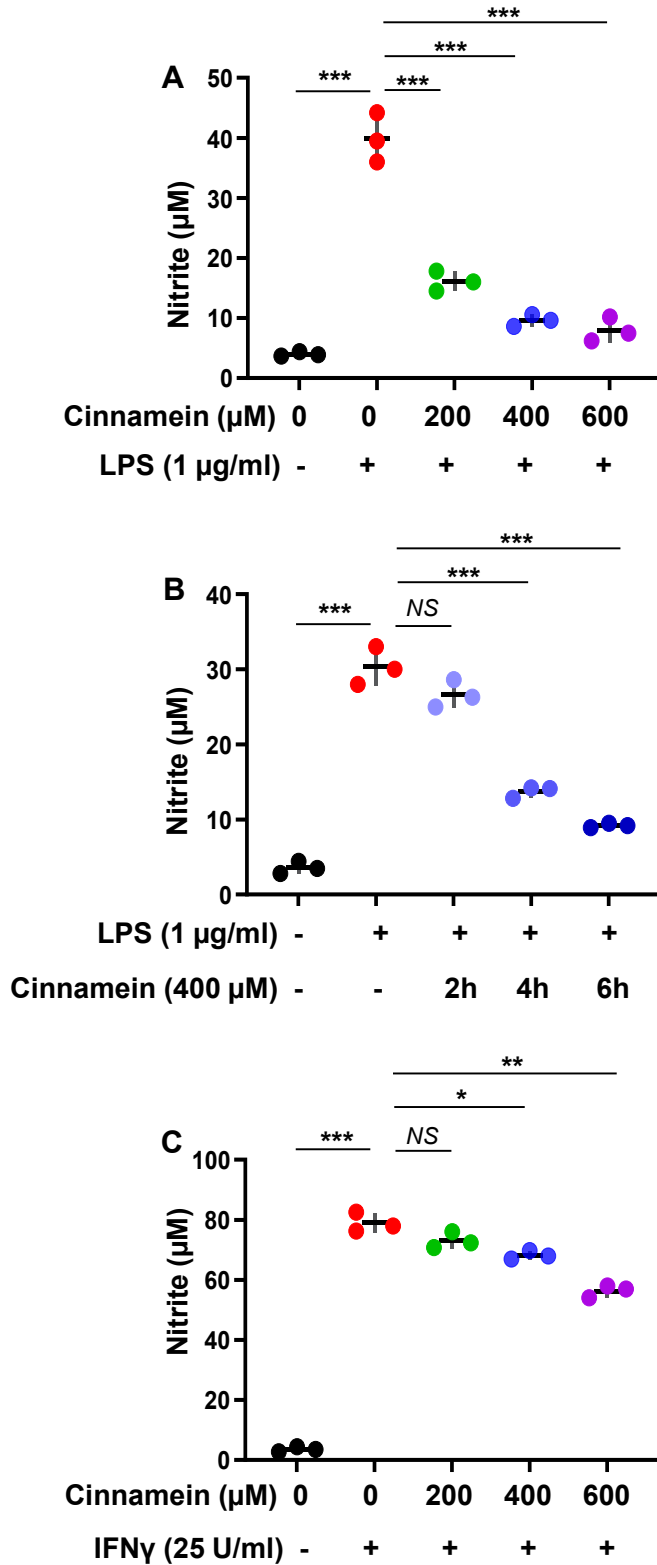 ***
***
A *** ***
50
40
30
20
10
0
Nitrite (µM)
Cinnamein (µM) 0 0 200 400 600
LPS (1 µg/ml) - + + + +
***
***
B *** NS
40
30
20
10
0
Nitrite (µM)
LPS (1 µg/ml) - + + + +
Cinnamein (400 µM) - - 2h 4h 6h
**
*
C *** NS
100
80
60
40
20
0
Nitrite (µM)
Cinnamein (µM) 0 0 200 400 600
IFNγ (25 U/ml) - + + + +